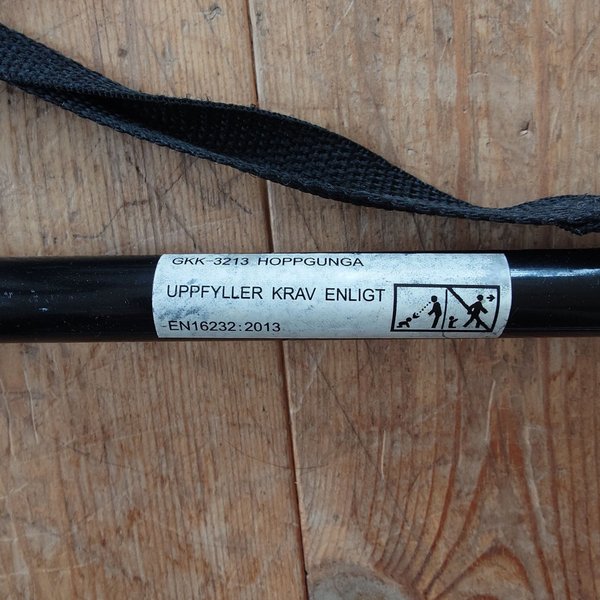 GKK-3213 HOPPGUNGA
UPPFYLLER KRAV ENLIGT
-EN16232:2013